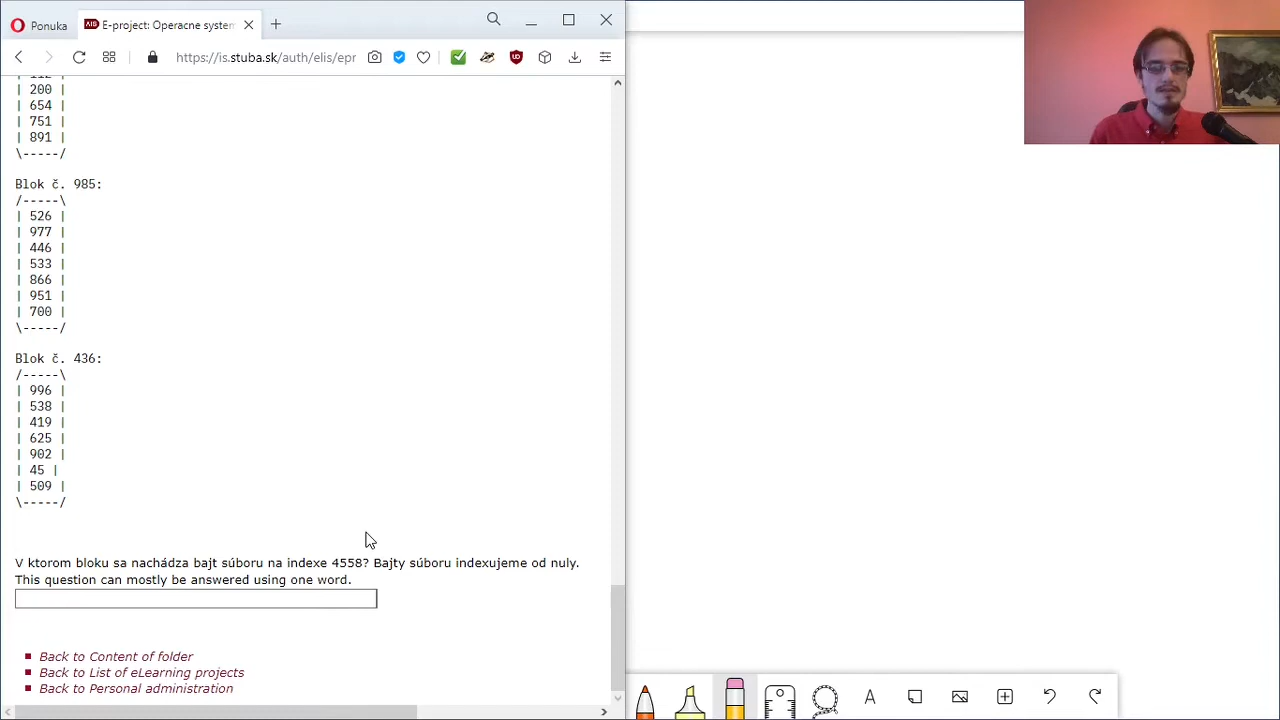 Ponuka
E-project: Operacne system
https://is.stuba.sk/auth/elis/epr
| 112 |
| 200 |
| 654 |
| 751 |
| 891 |
\-----/
Blok č. 985:
/-----\
| 526 |
| 977 |
| 446 |
| 533 |
| 866 |
| 951 |
| 700 |
\-----/
Blok č. 436:
/-----\
| 996 |
| 538 |
| 419 |
| 625 |
| 902 |
| 45 |
| 509 |
\-----/
V ktorom bloku sa nachádza bajt súboru na indexe 4558? Bajty súboru indexujeme od nuly.
This question can mostly be answered using one word.
Back to Content of folder
Back to List of eLearning projects
Back to Personal administration